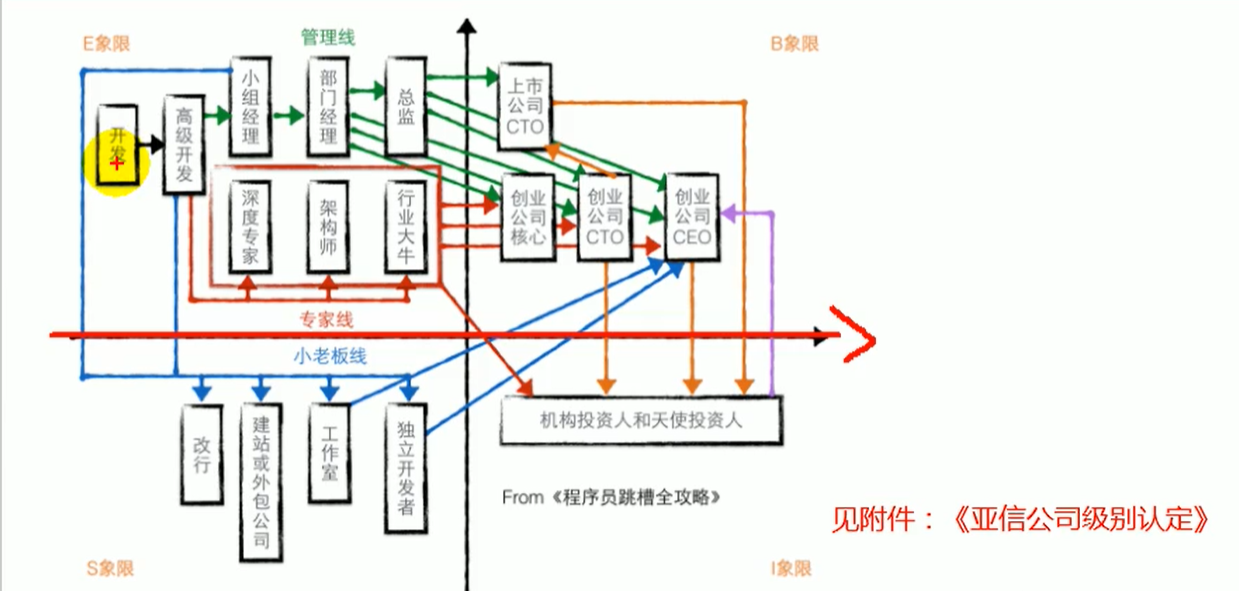 E象限
管理线
B象限
开发
高级开发
小组经理
部门经理
总监
上市公司CTO
深度专家
架构师
行业大牛
创业公司核心
创业公司CTO
创业公司CEO
专家线
小老板线
改行
建站或外包公司
工作室
独立开发者
机构投资人和天使投资人
From《程序员跳槽全攻略》
见附件：《亚信公司级别认定》
S象限
I象限